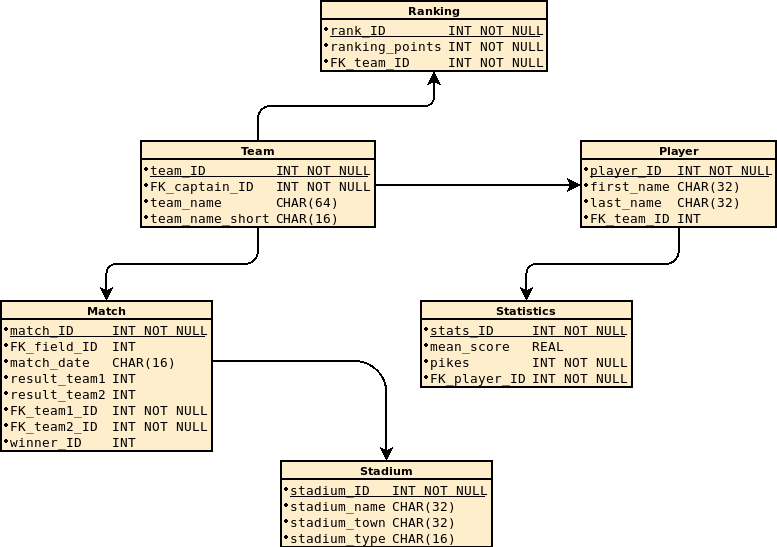 Ranking
rank_ID INT NOT NULL
ranking_points INT NOT NULL
FK_team_ID INT NOT NULL
Team
team_ID INT NOT NULL
FK_captain_ID INT NOT NULL
team_name CHAR(64)
team_name_short CHAR(16)
Player
player_ID INT NOT NULL
first_name CHAR(32)
last_name CHAR(32)
FK_team_ID INT
Match
match_ID INT NOT NULL
FK_field_ID INT
match_date CHAR(16)
result_team1 INT
result_team2 INT
FK_team1_ID INT NOT NULL
FK_team2_ID INT NOT NULL
winner_ID INT
Statistics
stats_ID INT NOT NULL
mean_score REAL
pikes INT NOT NULL
FK_player_ID INT NOT NULL
Stadium
stadium_ID INT NOT NULL
stadium_name CHAR(32)
stadium_town CHAR(32)
stadium_type CHAR(16)